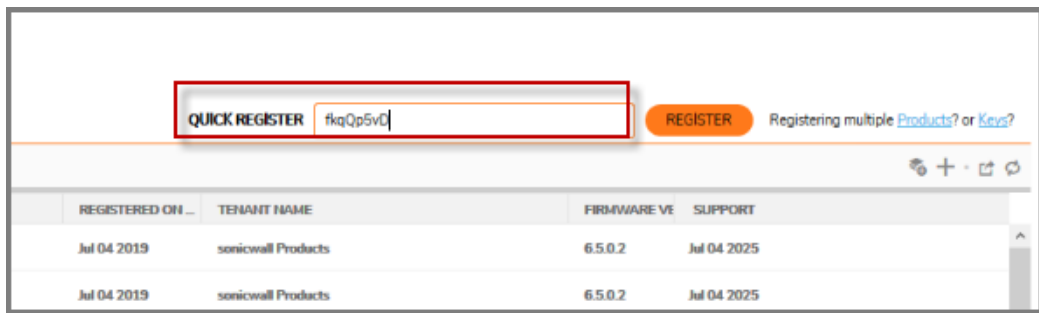 QUICK REGISTER fkqQp5vD REGISTER Registering multiple Products? or Keys?
REGISTERED ON ... TENANT NAME FIRMWARE VE SUPPORT
Jul 04 2019 sonicwall Products 6.5.0.2 Jul 04 2025
Jul 04 2019 sonicwall Products 6.5.0.2 Jul 04 2025